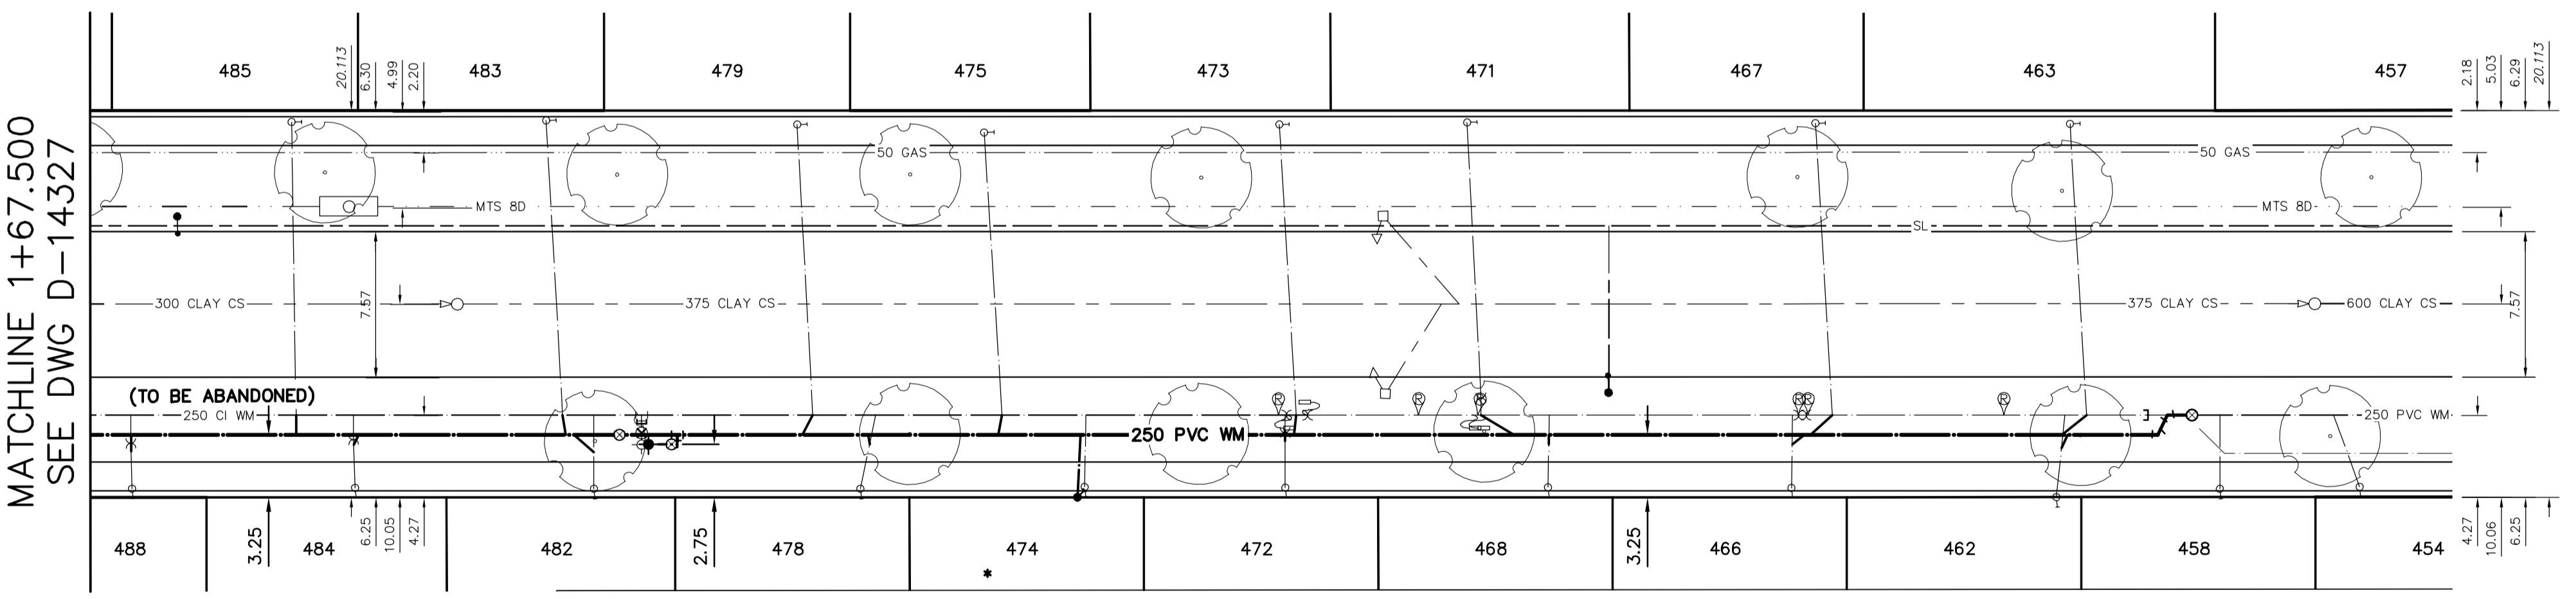 MATCHLINE 1+67.500
SEE DWG D-14327
485
483
479
475
473
471
467
463
457
20.113
6.30
4.99
2.20
2.18
5.03
6.29
20.113
50 GAS
50 GAS
MTS 8D
MTS 8D
SL
300 CLAY CS
7.57
375 CLAY CS
375 CLAY CS
600 CLAY CS
7.57
(TO BE ABANDONED)
250 CI WM
R
R
R
R
R
R
250 PVC WM
250 PVC WM
488
3.25
484
6.25
10.05
4.27
482
2.75
478
474
*
472
468
3.25
466
462
458
454
4.27
10.06
6.25